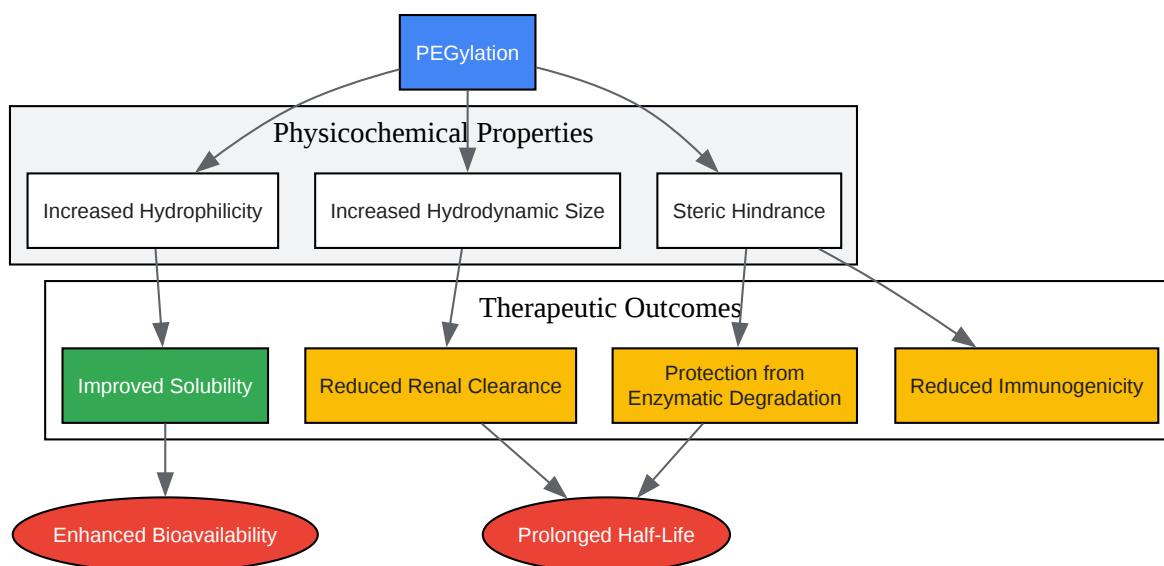 PEGylation
Physicochemical Properties
Increased Hydrophilicity
Increased Hydrodynamic Size
Steric Hindrance
Therapeutic Outcomes
Improved Solubility
Reduced Renal Clearance
Protection from
Enzymatic Degradation
Reduced Immunogenicity
Enhanced Bioavailability
Prolonged Half-Life